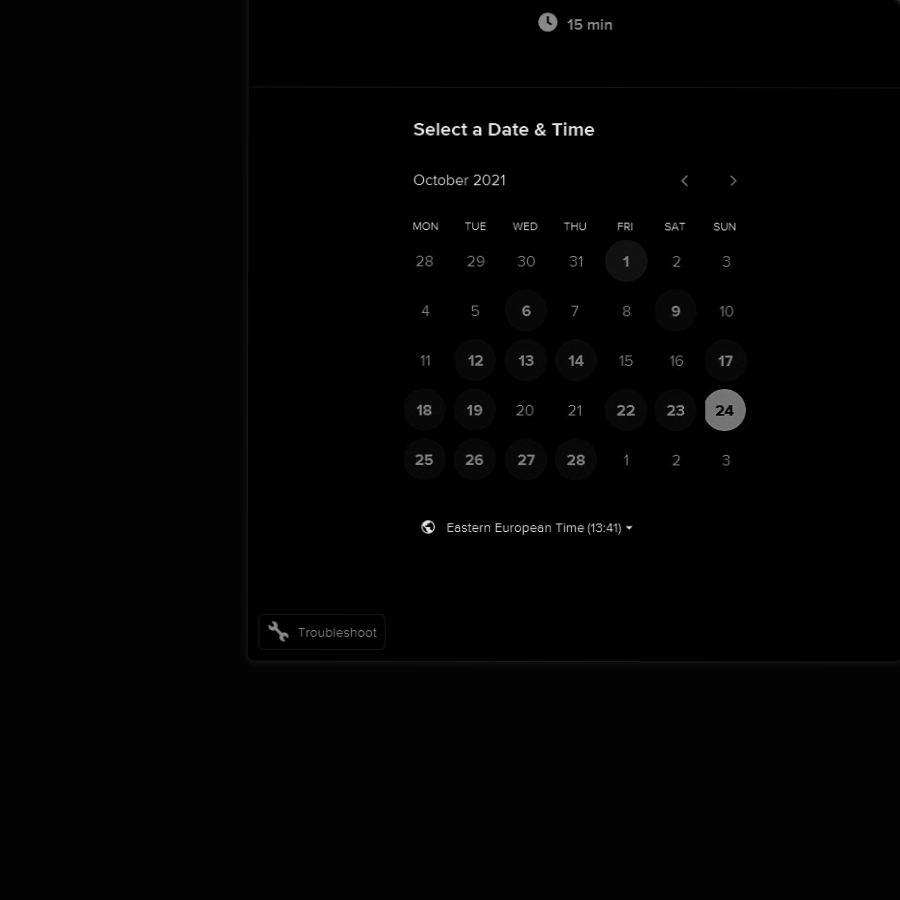 15 min
Select a Date & Time
October 2021
MON TUE WED THU FRI SAT SUN
28 29 30 31 1 2 3
4 5 6 7 8 9 10
11 12 13 14 15 16 17
18 19 20 21 22 23 24
25 26 27 28 1 2 3
Eastern European Time (13:41)
Troubleshoot